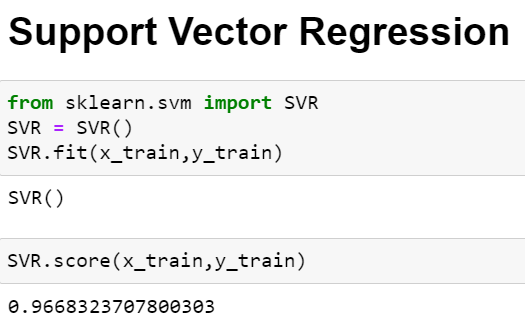 Support Vector Regression
from sklearn.svm import SVR
SVR = SVR()
SVR.fit(x_train,y_train)
SVR()
SVR.score(x_train,y_train)
0.9668323707800303